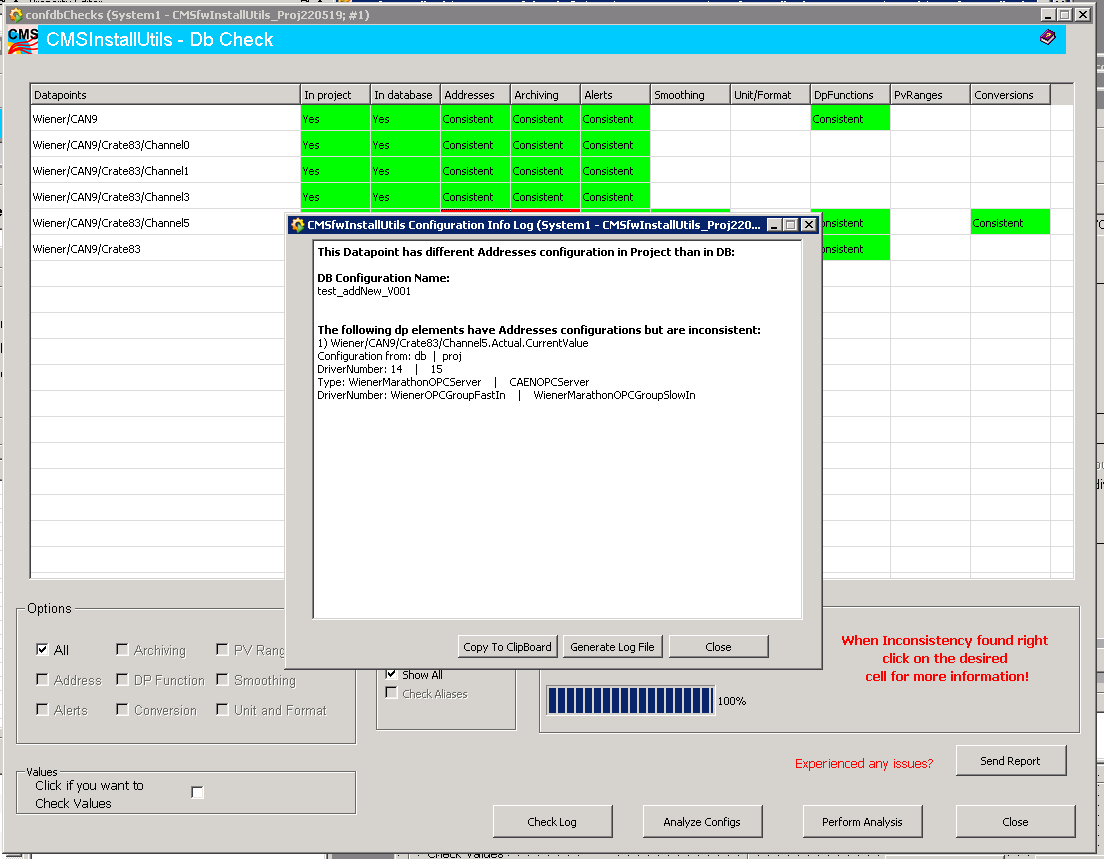 confdbChecks (System1 - CMSfwInstallUtils_Proj220519; #1)
CMS CMSInstallUtils - Db Check
Datapoints In project In database Addresses Archiving Alerts Smoothing Unit/Format DpFunctions PvRanges Conversions
Wiener/CAN9 Yes Yes Consistent Consistent Consistent Consistent
Wiener/CAN9/Crate83/Channel0 Yes Yes Consistent Consistent Consistent
Wiener/CAN9/Crate83/Channel1 Yes Yes Consistent Consistent Consistent
Wiener/CAN9/Crate83/Channel3 Yes Yes Consistent Consistent Consistent
Wiener/CAN9/Crate83/Channel5 Consistent
Wiener/CAN9/Crate83
CMSfwInstallUtils Configuration Info Log (System1 - CMSfwInstallUtils_Proj220...
This Datapoint has different Addresses configuration in Project than in DB:
DB Configuration Name:
test_addNew_V001
The following dp elements have Addresses configurations but are inconsistent:
1) Wiener/CAN9/Crate83/Channel5.Actual.CurrentValue
Configuration from: db | proj
DriverNumber: 14 | 15
Type: WienerMarathonOPCServer | CAENOPCServer
DriverNumber: WienerOPCGroupFastIn | WienerMarathonOPCGroupSlowIn
Copy To ClipBoard Generate Log File Close
Options
All Archiving PV Rang
Address DP Function Smoothing
Alerts Conversion Unit and Format
Show All
Check Aliases
100%
When Inconsistency found right
click on the desired
cell for more information!
Values
Click if you want to
Check Values
Experienced any issues? Send Report
Check Log Analyze Configs Perform Analysis Close